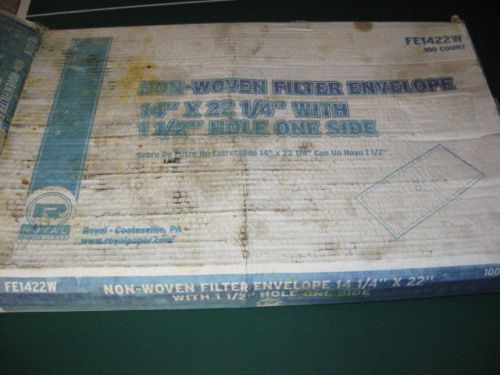 FE1422W
100 COUNT
NON-WOVEN FILTER ENVELOPE
14" X 22 1/4" WITH
1 1/2" HOLE ONE SIDE
Sobre De Filtro No Entretejido 14" x 22 1/4" Con Un Hoyo 1 1/2"
R
ROYAL
Royal · Coatesville, PA
www.royalpaper.com
FE1422W
NON-WOVEN FILTER ENVELOPE 14 1/4" X 22"
WITH 1 1/2" HOLE ONE SIDE
100